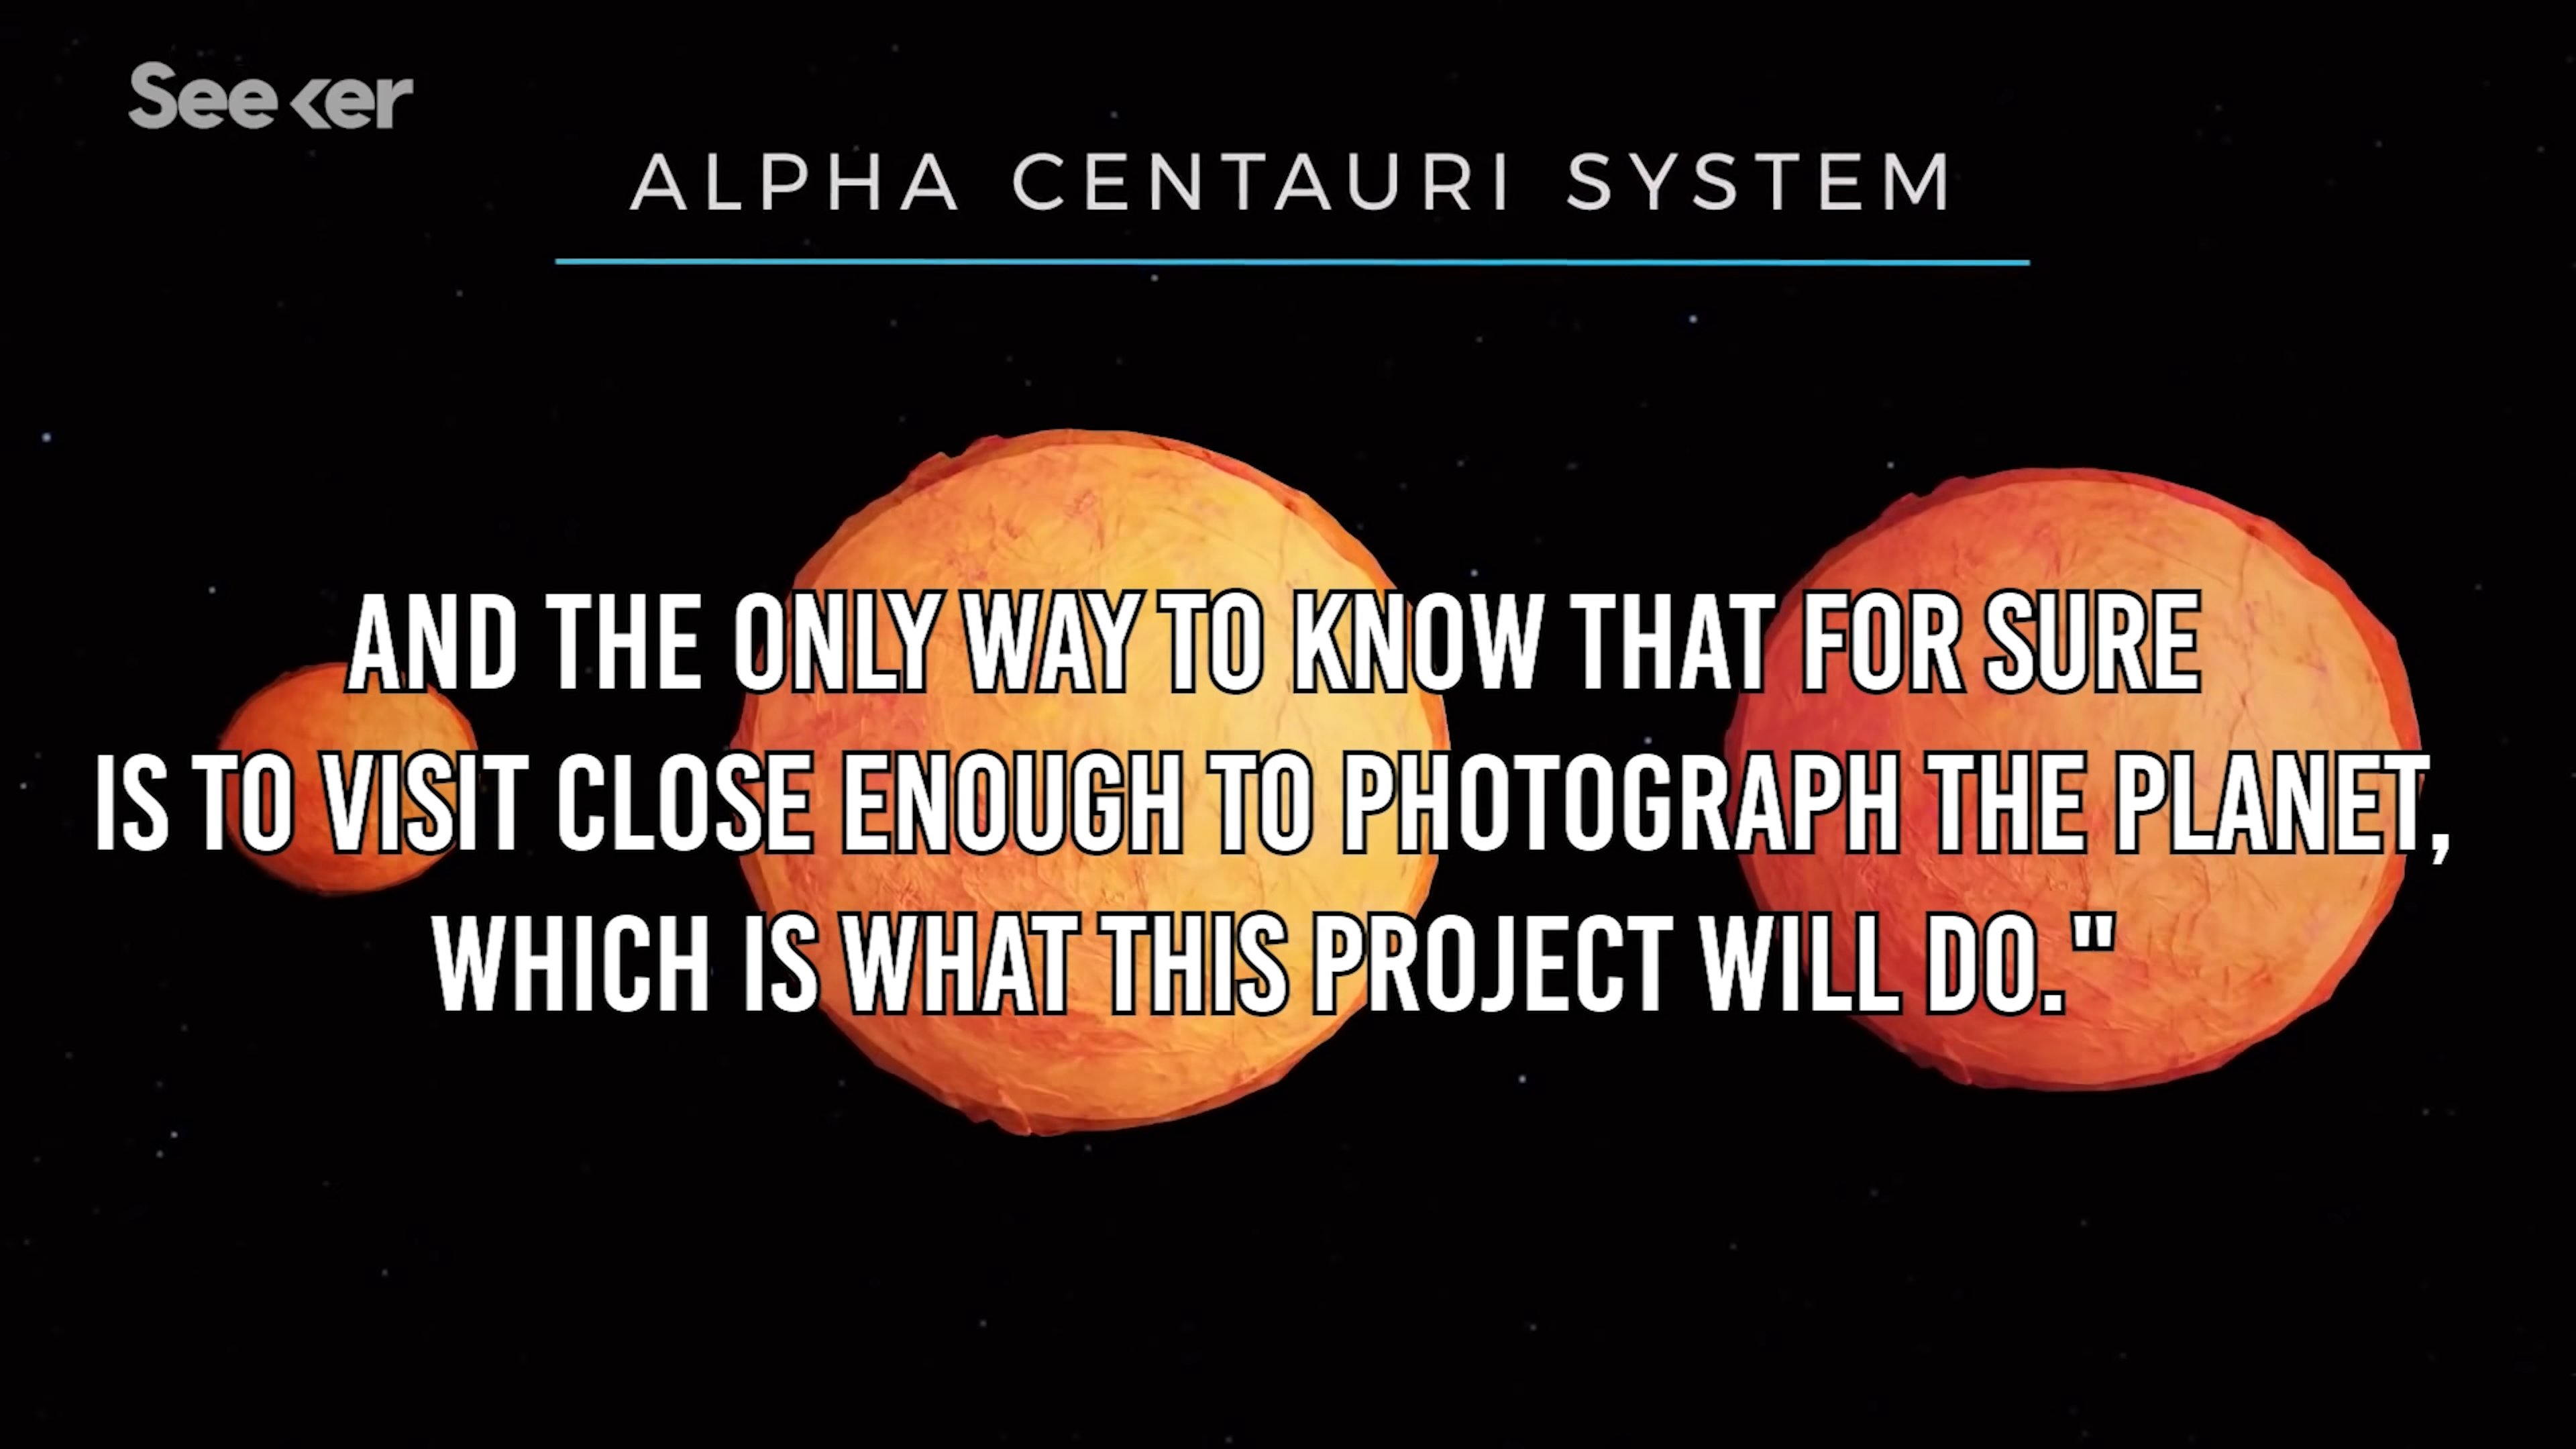 Seeker
ALPHA CENTAURI SYSTEM
AND THE ONLY WAY TO KNOW THAT FOR SURE
IS TO VISIT CLOSE ENOUGH TO PHOTOGRAPH THE PLANET,
WHICH IS WHAT THIS PROJECT WILL DO."